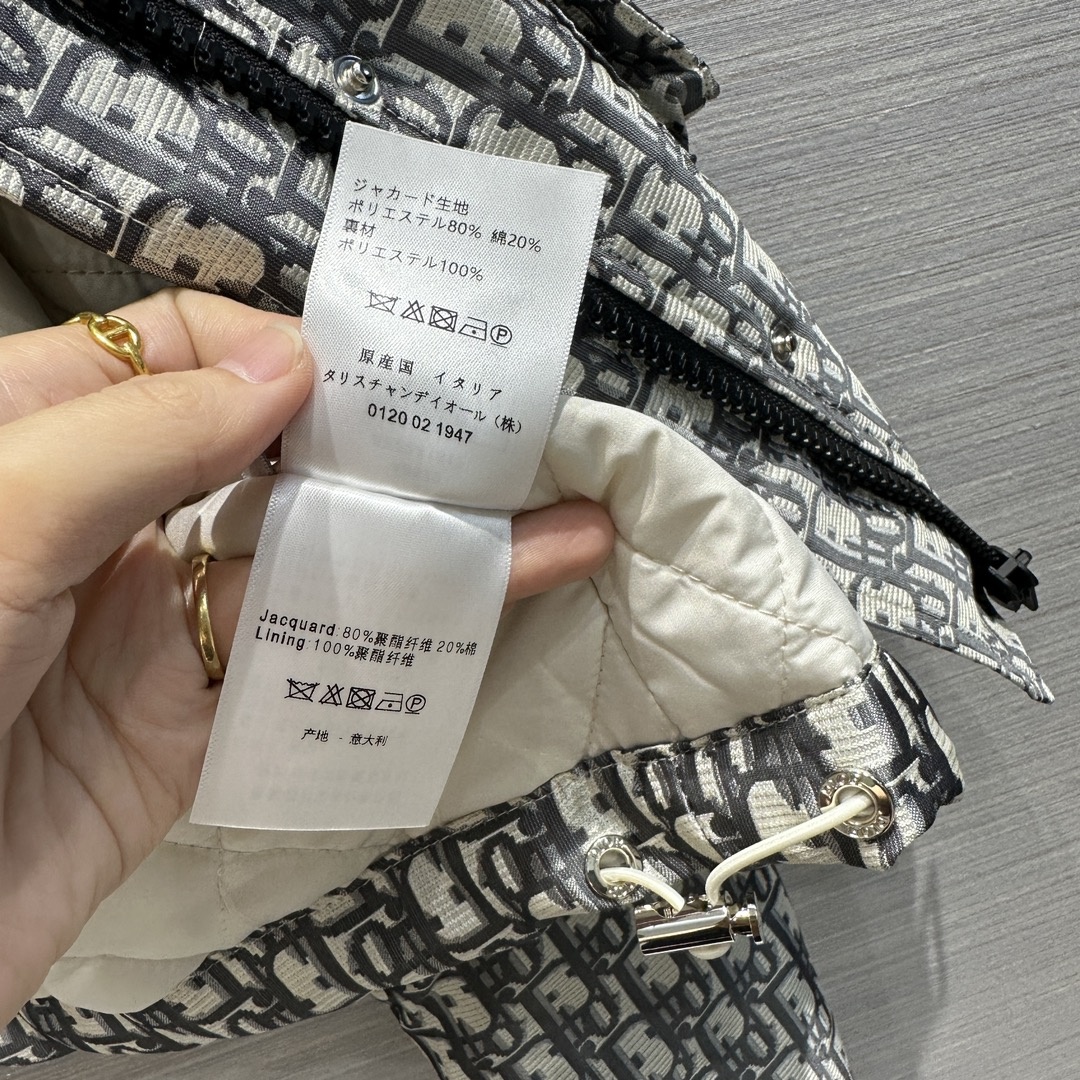 ジャカード生地
ポリエステル80% 綿20%
裏材
ポリエステル100%
P
原産国 イタリア
タリスチャンデイオール(株)
0120 02 1947
Jacquard:80%聚酯纤维 20%棉
Lining:100%聚酯纤维
P
产地 - 意大利